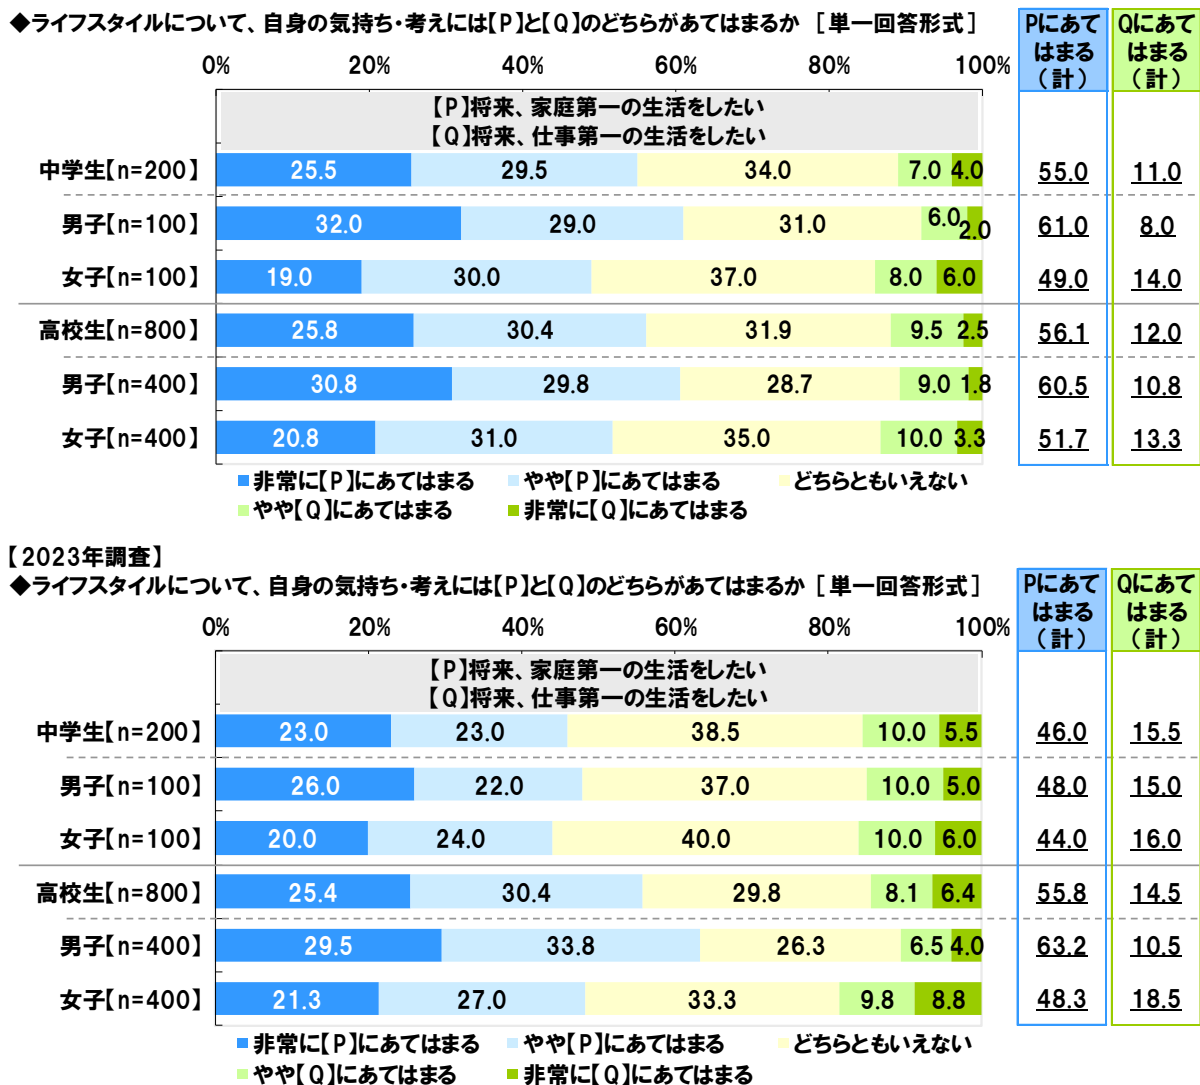 ◆ライフスタイルについて、自身の気持ち・考えには【P】と【Q】のどちらがあてはまるか ［単一回答形式］
Pにあてはまる（計） Qにあてはまる（計）
0% 20% 40% 60% 80% 100%
【P】将来、家庭第一の生活をしたい
【Q】将来、仕事第一の生活をしたい
中学生【n=200】 25.5 29.5 34.0 7.0 4.0 55.0 11.0
男子【n=100】 32.0 29.0 31.0 6.0 2.0 61.0 8.0
女子【n=100】 19.0 30.0 37.0 8.0 6.0 49.0 14.0
高校生【n=800】 25.8 30.4 31.9 9.5 2.5 56.1 12.0
男子【n=400】 30.8 29.8 28.7 9.0 1.8 60.5 10.8
女子【n=400】 20.8 31.0 35.0 10.0 3.3 51.7 13.3
非常に【P】にあてはまる やや【P】にあてはまる どちらともいえない
やや【Q】にあてはまる 非常に【Q】にあてはまる
【2023年調査】
◆ライフスタイルについて、自身の気持ち・考えには【P】と【Q】のどちらがあてはまるか ［単一回答形式］
Pにあてはまる（計） Qにあてはまる（計）
0% 20% 40% 60% 80% 100%
【P】将来、家庭第一の生活をしたい
【Q】将来、仕事第一の生活をしたい
中学生【n=200】 23.0 23.0 38.5 10.0 5.5 46.0 15.5
男子【n=100】 26.0 22.0 37.0 10.0 5.0 48.0 15.0
女子【n=100】 20.0 24.0 40.0 10.0 6.0 44.0 16.0
高校生【n=800】 25.4 30.4 29.8 8.1 6.4 55.8 14.5
男子【n=400】 29.5 33.8 26.3 6.5 4.0 63.2 10.5
女子【n=400】 21.3 27.0 33.3 9.8 8.8 48.3 18.5
非常に【P】にあてはまる やや【P】にあてはまる どちらともいえない
やや【Q】にあてはまる 非常に【Q】にあてはまる